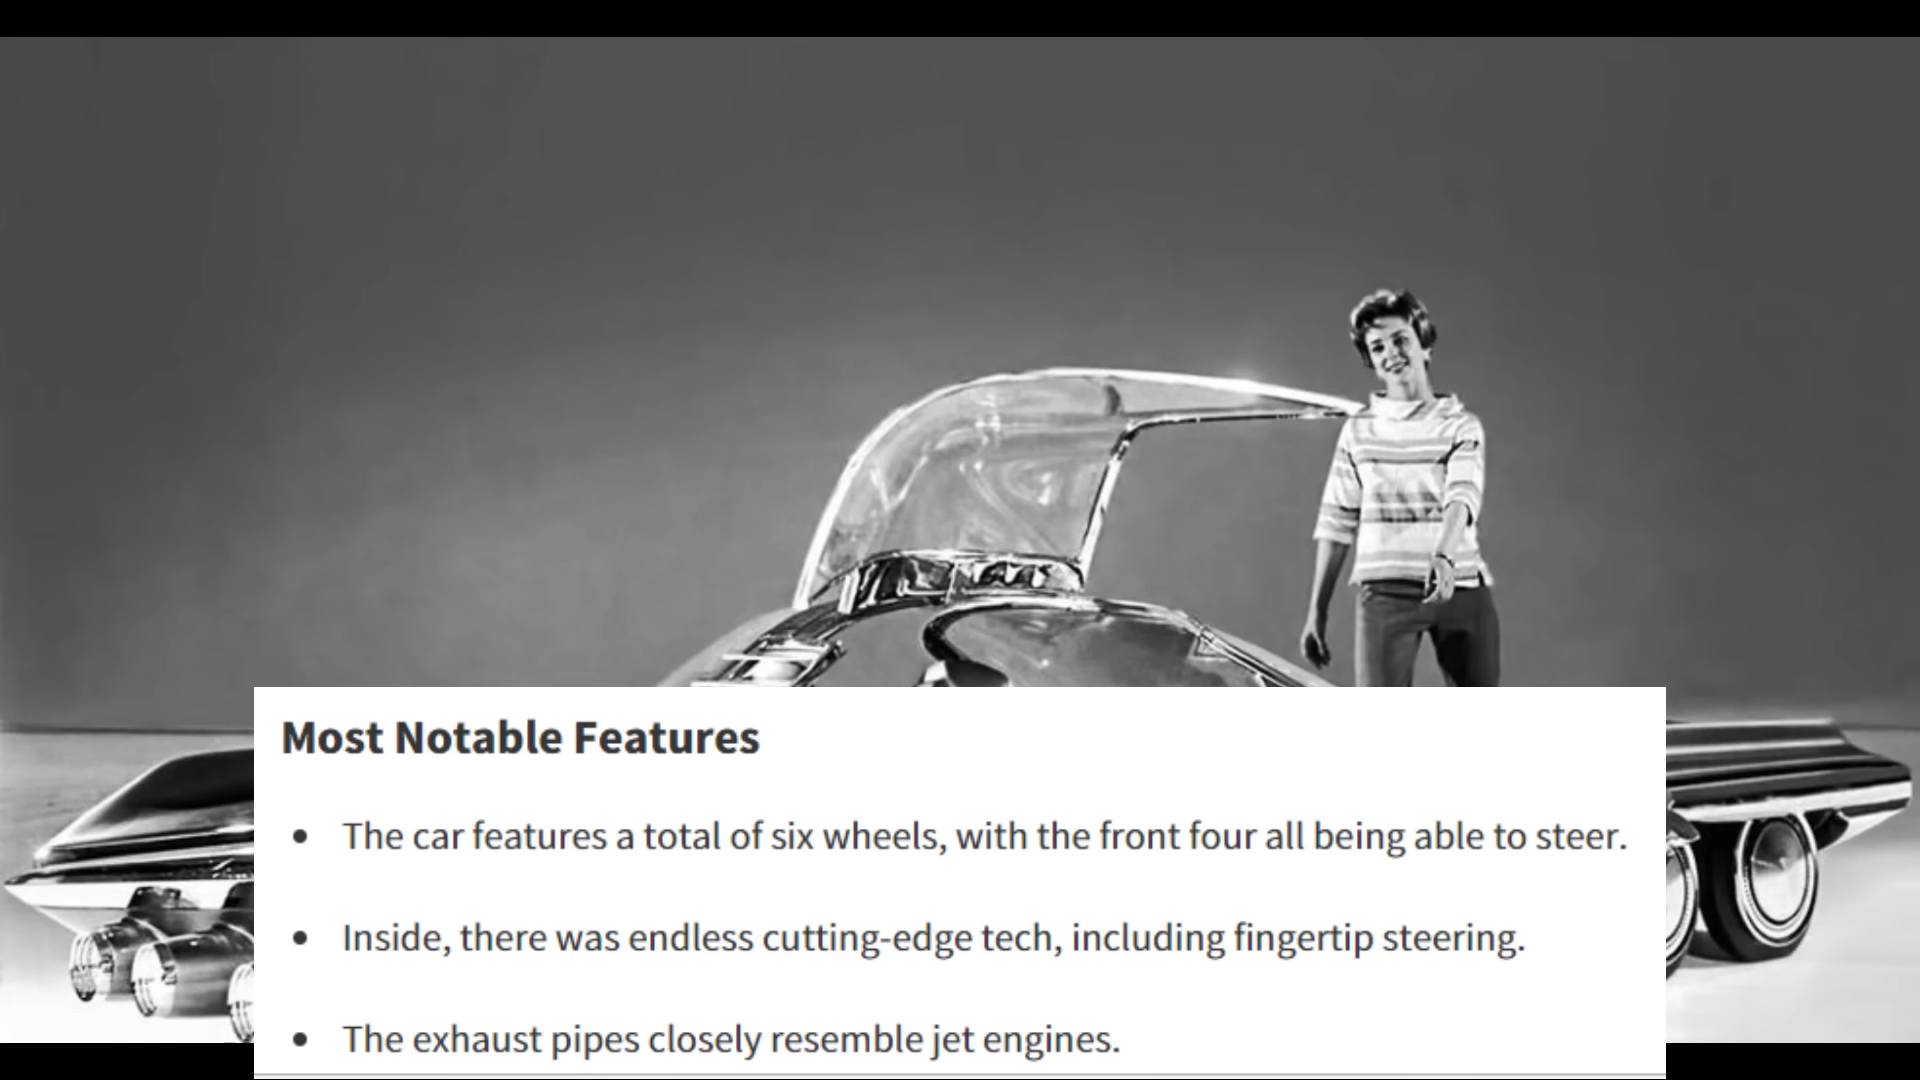 Most Notable Features
• The car features a total of six wheels, with the front four all being able to steer.
• Inside, there was endless cutting-edge tech, including fingertip steering.
• The exhaust pipes closely resemble jet engines.